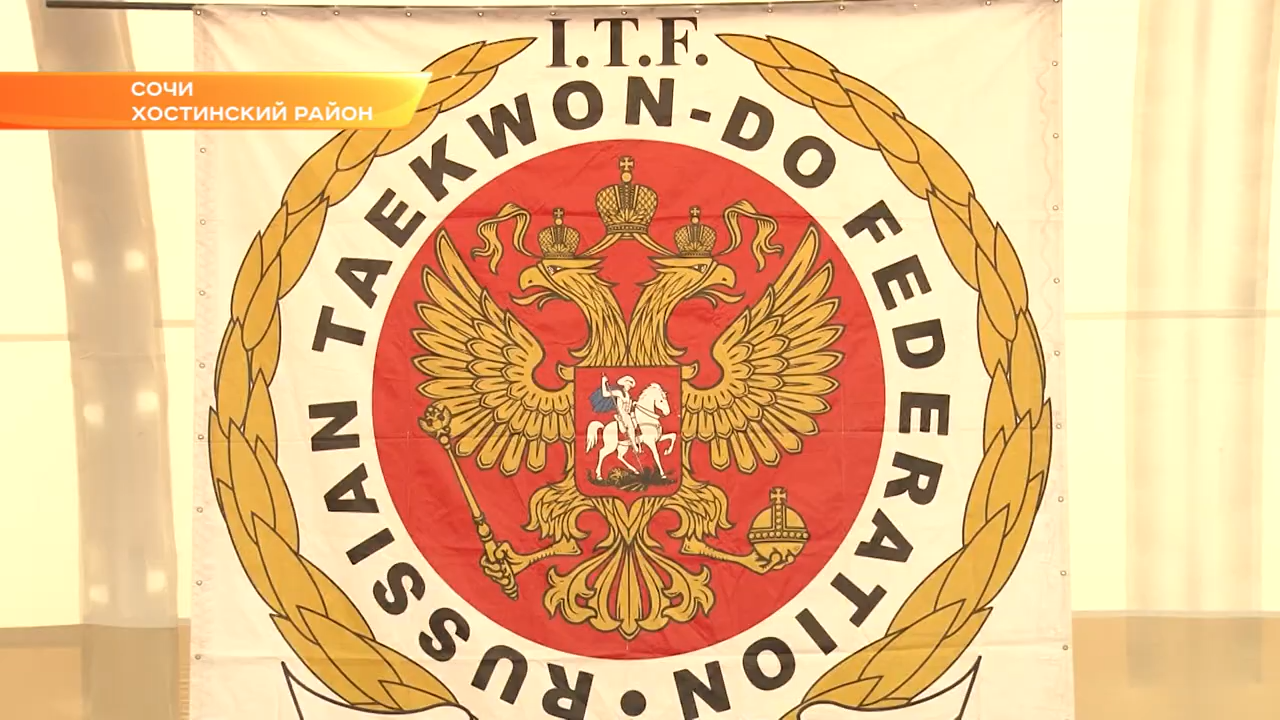 СОЧИ
ХОСТИНСКИЙ РАЙОН
I.T.F.
RUSSIAN TAEKWON-DO FEDERATION •